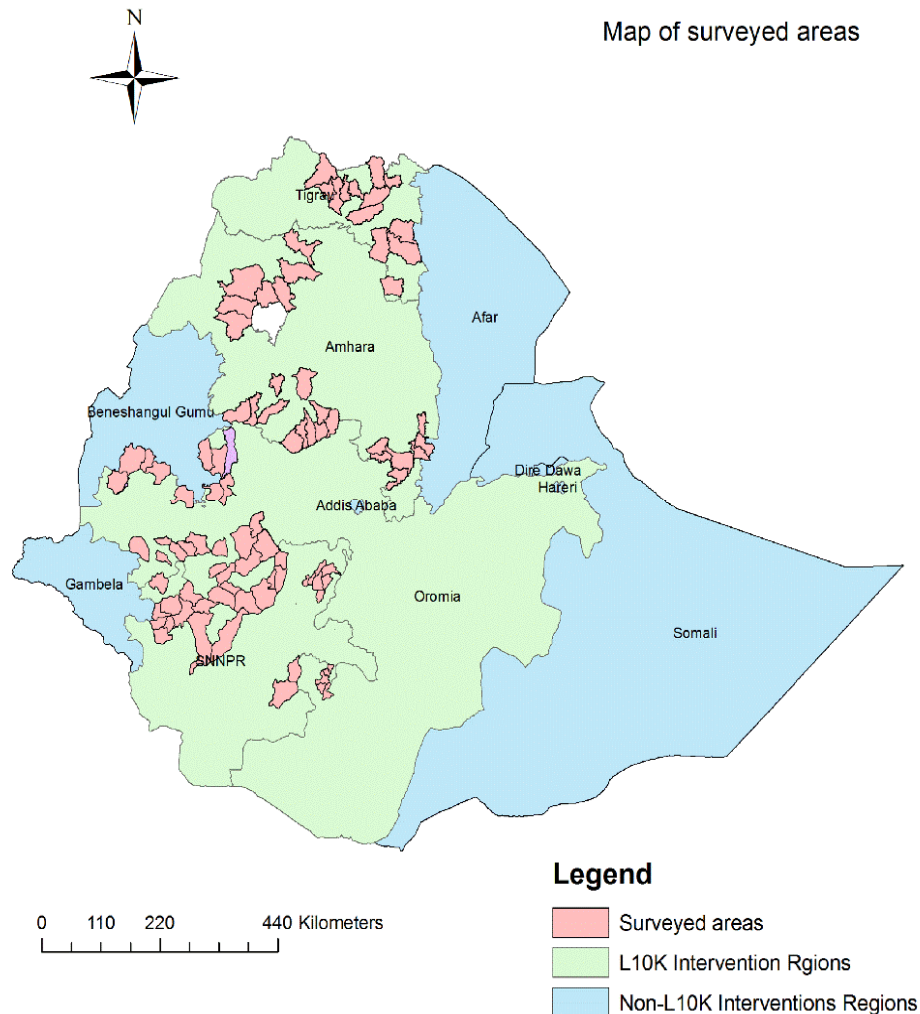 N
Map of surveyed areas
Tigray
Afar
Amhara
Beneshangul Gumu
Dire Dawa
Hareri
Addis Ababa
Gambela
Oromia
Somali
SNNPR
Legend
0 110 220 440 Kilometers
Surveyed areas
L10K Intervention Rgions
Non-L10K Interventions Regions